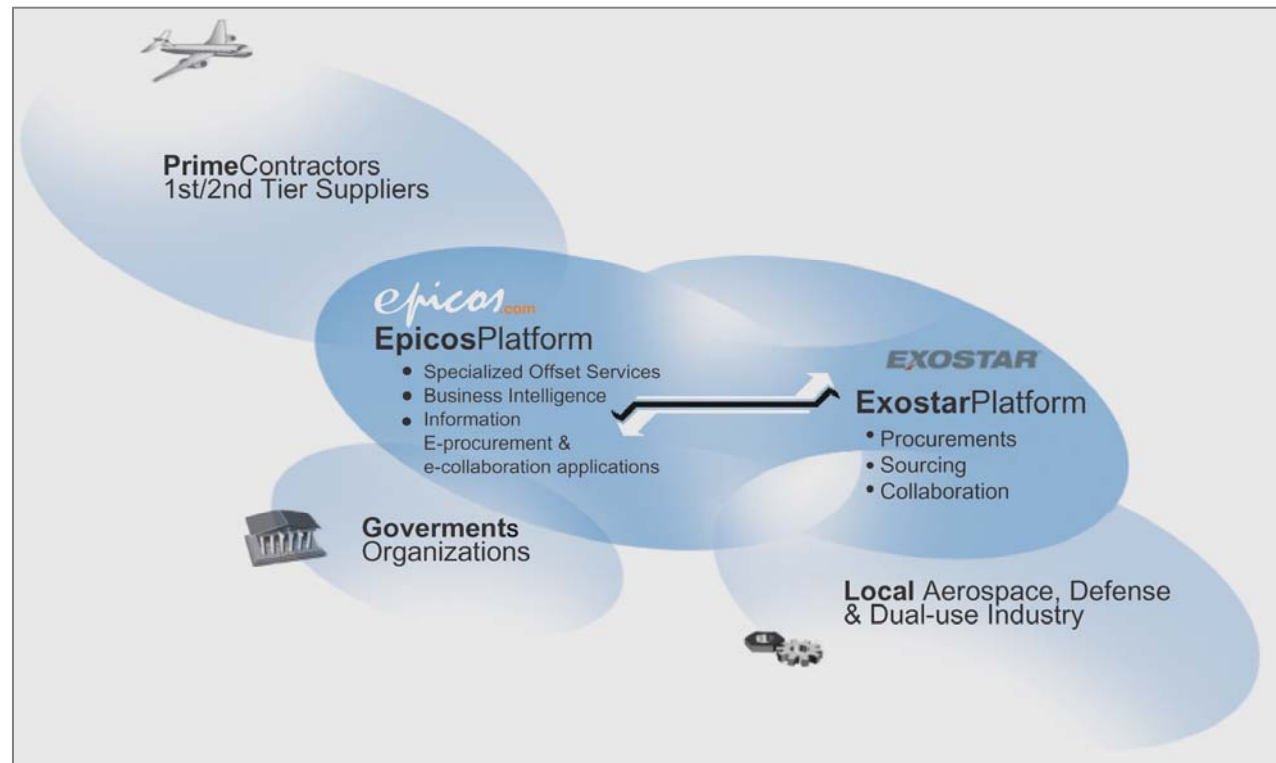 PrimeContractors
1st/2nd Tier Suppliers
epicos.com
EpicosPlatform
• Specialized Offset Services
• Business Intelligence
• Information
E-procurement &
e-collaboration applications
EXOSTAR
ExostarPlatform
• Procurements
• Sourcing
• Collaboration
Goverments
Organizations
Local Aerospace, Defense
& Dual-use Industry